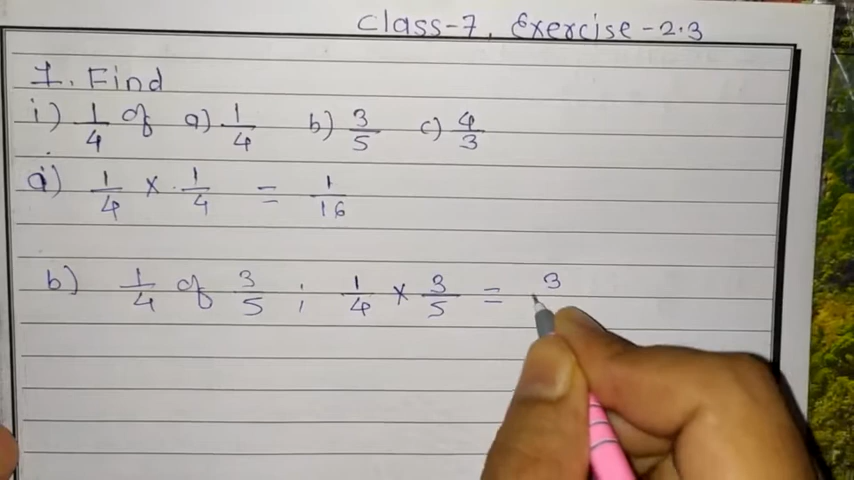 Class-7, Exercise-2.3
1. Find
i) 1/4 of a) 1/4 b) 3/5 c) 4/3
a) 1/4 × 1/4 = 1/16
b) 1/4 of 3/5 ; 1/4 × 3/5 = 3